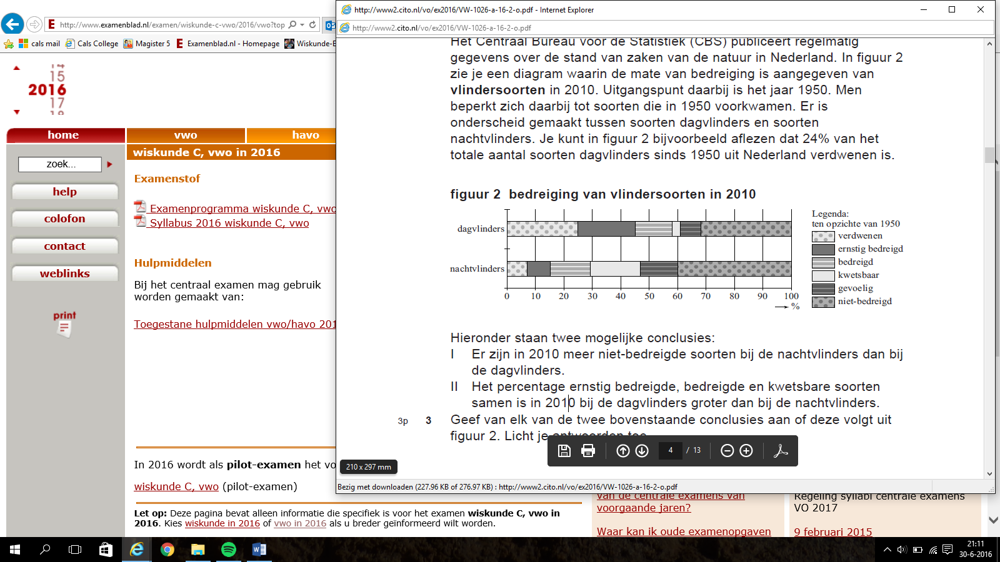 http://www2.cito.nl/vo/ex2016/VW-1026-a-16-2-o.pdf - Internet Explorer
http://www.examenblad.nl/examen/wiskunde-c-vwo/2016/vwo?top
http://www2.cito.nl/vo/ex2016/VW-1026-a-16-2-o.pdf
cals mail
Cals College
Magister 5
Examenblad.nl - Homepage
Wiskunde-E
14
15
2016
17
18
home
vwo
havo
wiskunde C, vwo in 2016
zoek...
help
colofon
contact
weblinks
print
Examenstof
Examenprogramma wiskunde C, vwo
Syllabus 2016 wiskunde C, vwo
Hulpmiddelen
Bij het centraal examen mag gebruik
worden gemaakt van:
Toegestane hulpmiddelen vwo/havo 201
In 2016 wordt als pilot-examen het vo
wiskunde C, vwo (pilot-examen)
Let op: Deze pagina bevat alleen informatie die specifiek is voor het examen wiskunde C, vwo in
2016. Kies wiskunde in 2016 of vwo in 2016 als u breder geïnformeerd wilt worden.
Het Centraal Bureau voor de Statistiek (CBS) publiceert regelmatig
gegevens over de stand van zaken van de natuur in Nederland. In figuur 2
zie je een diagram waarin de mate van bedreiging is aangegeven van
vlindersoorten in 2010. Uitgangspunt daarbij is het jaar 1950. Men
beperkt zich daarbij tot soorten die in 1950 voorkwamen. Er is
onderscheid gemaakt tussen soorten dagvlinders en soorten
nachtvlinders. Je kunt in figuur 2 bijvoorbeeld aflezen dat 24% van het
totale aantal soorten dagvlinders sinds 1950 uit Nederland verdwenen is.
figuur 2 bedreiging van vlindersoorten in 2010
dagvlinders
nachtvlinders
0 10 20 30 40 50 60 70 80 90 100
%
Legenda:
ten opzichte van 1950
verdwenen
ernstig bedreigd
bedreigd
kwetsbaar
gevoelig
niet-bedreigd
Hieronder staan twee mogelijke conclusies:
I Er zijn in 2010 meer niet-bedreigde soorten bij de nachtvlinders dan bij
de dagvlinders.
II Het percentage ernstig bedreigde, bedreigde en kwetsbare soorten
samen is in 2010 bij de dagvlinders groter dan bij de nachtvlinders.
3p 3 Geef van elk van de twee bovenstaande conclusies aan of deze volgt uit
figuur 2. Licht je antwoorden toe.
4 / 13
210 x 297 mm
Bezig met downloaden (227.96 KB of 276.97 KB) : http://www2.cito.nl/vo/ex2016/VW-1026-a-16-2-o.pdf
van de centrale examens van
voorgaande jaren?
Waar kan ik oude examenopgaven
Regeling syllabi centrale examens
VO 2017
9 februari 2015
21:11
30-6-2016